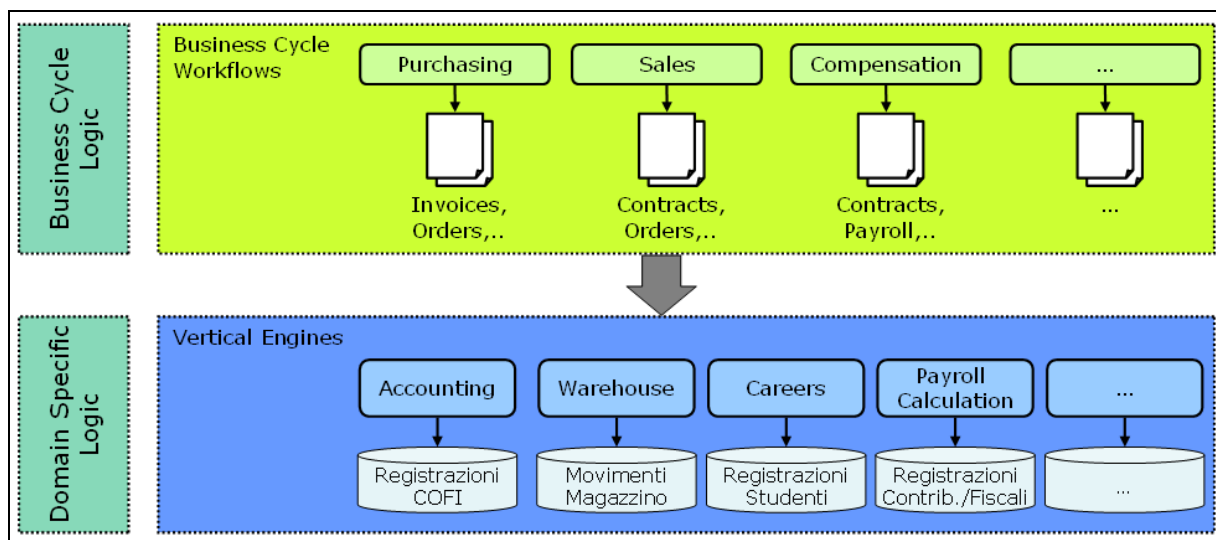 Business Cycle
Logic
Business Cycle
Workflows
Purchasing
Sales
Compensation
...
Invoices,
Orders,..
Contracts,
Orders,..
Contracts,
Payroll,..
...
Domain Specific
Logic
Vertical Engines
Accounting
Warehouse
Careers
Payroll
Calculation
...
Registrazioni
COFI
Movimenti
Magazzino
Registrazioni
Studenti
Registrazioni
Contrib./Fiscali
...